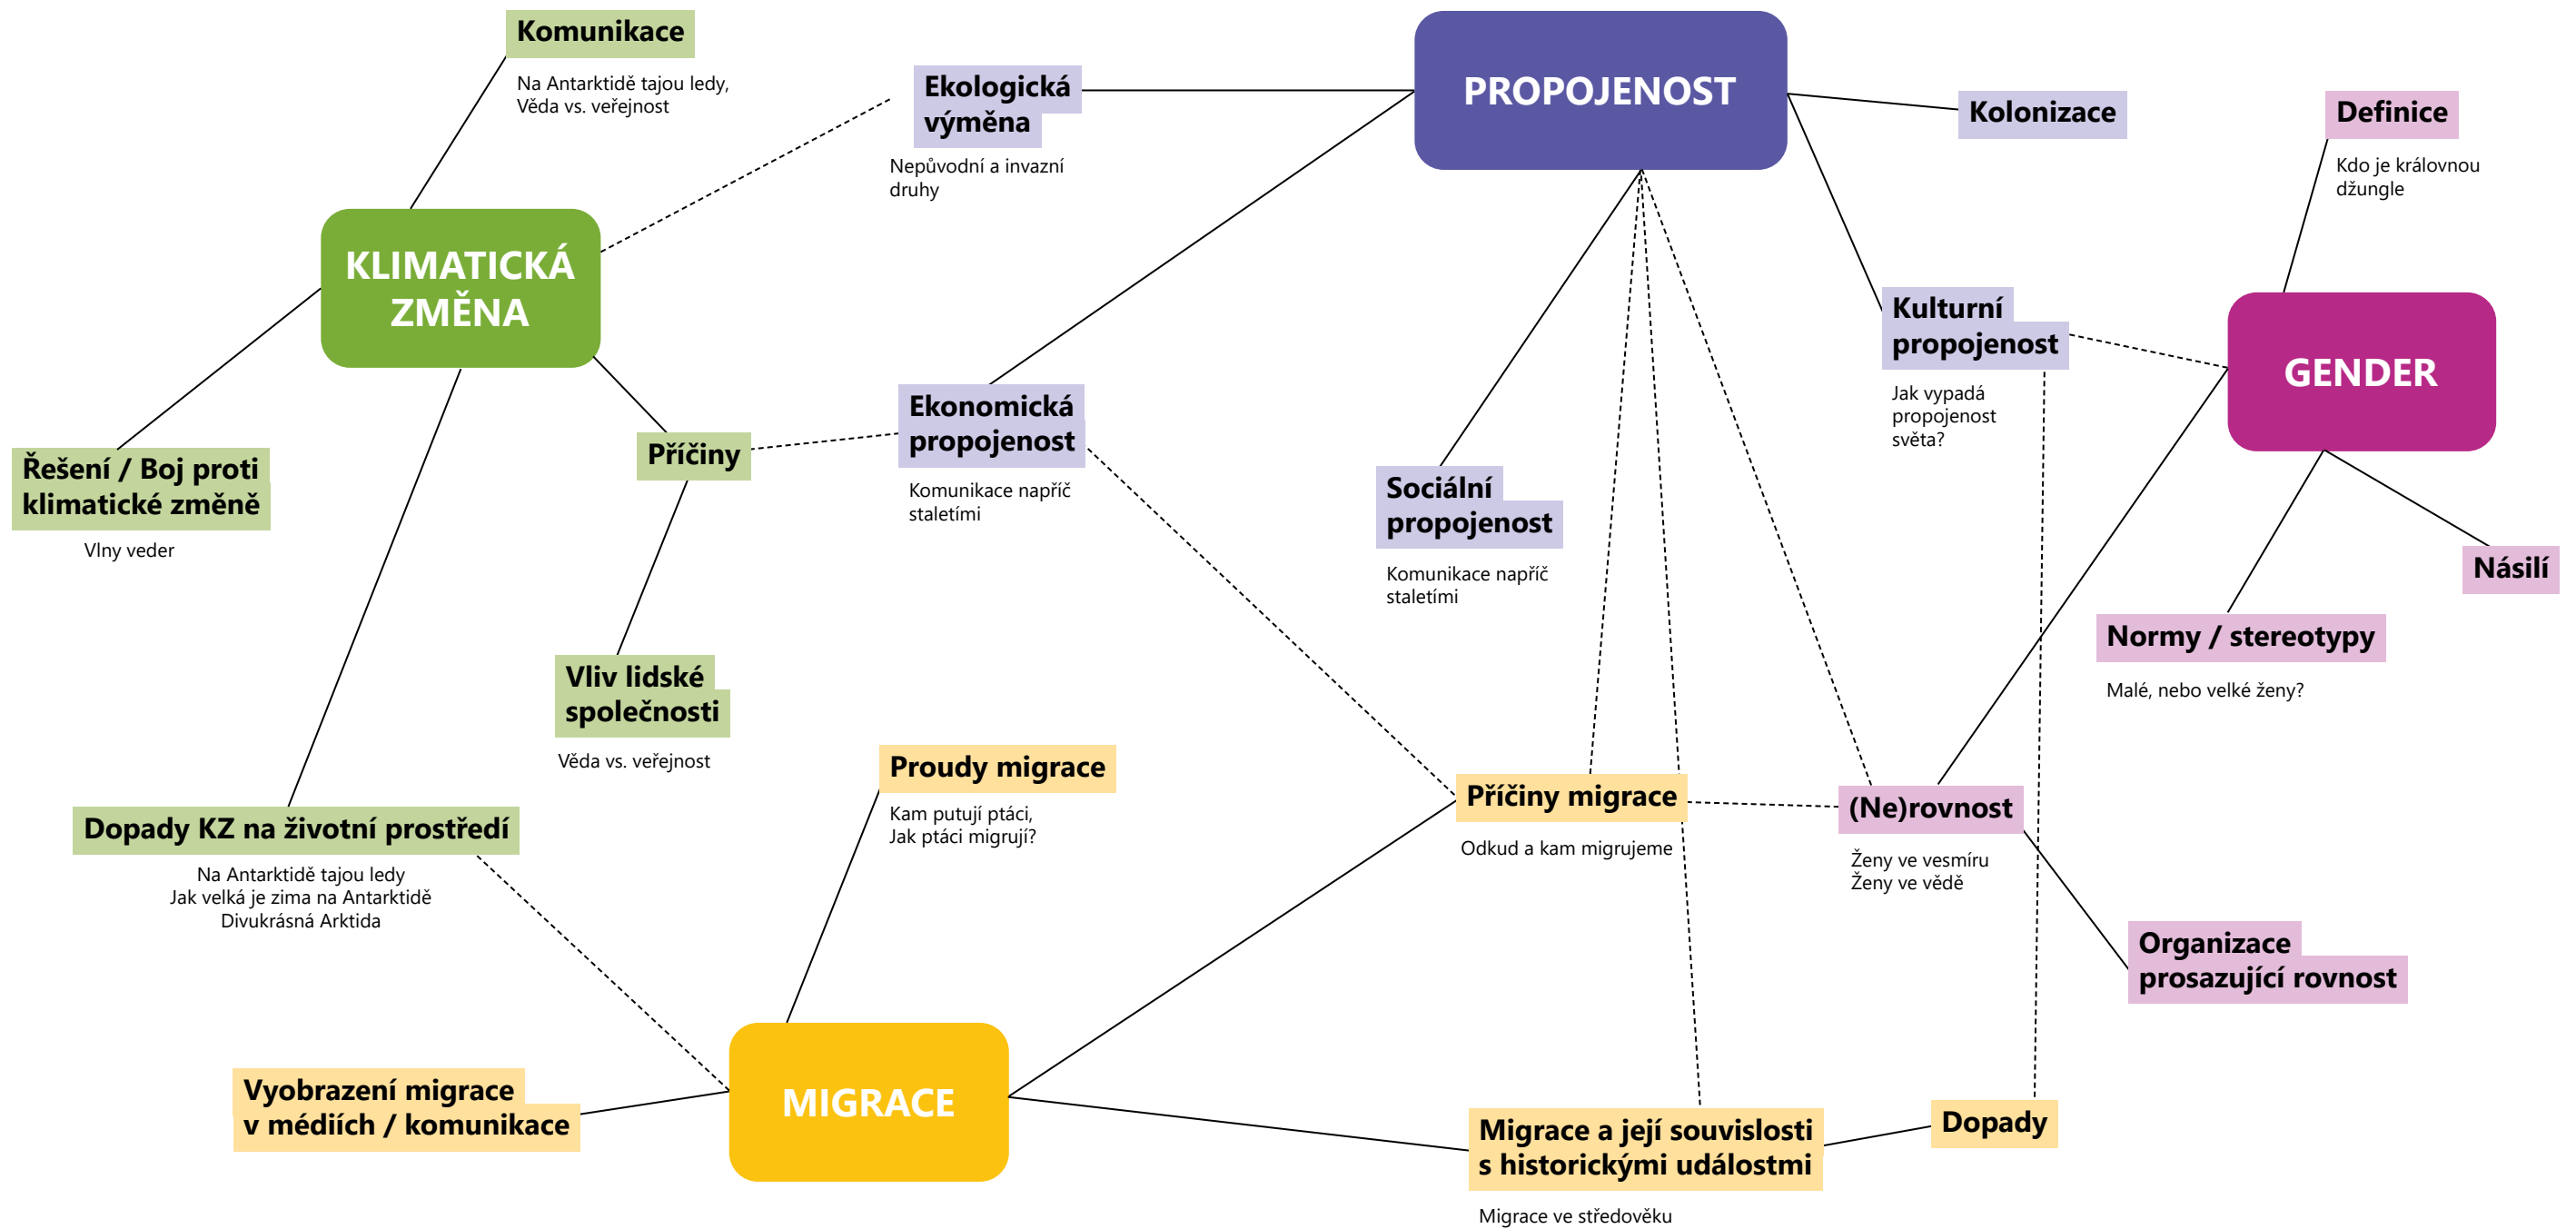 Komunikace
Na Antarktidě tajou ledy,
Věda vs. veřejnost
Ekologická
výměna
Nepůvodní a invazní
druhy
PROPOJENOST
Kolonizace
Definice
Kdo je královnou
džungle
KLIMATICKÁ
ZMĚNA
Kulturní
propojenost
Jak vypadá
propojenost
světa?
GENDER
Řešení / Boj proti
klimatické změně
Vlny veder
Příčiny
Ekonomická
propojenost
Komunikace napříč
staletími
Sociální
propojenost
Komunikace napříč
staletími
Násilí
Normy / stereotypy
Malé, nebo velké ženy?
Vliv lidské
společnosti
Věda vs. veřejnost
Proudy migrace
Kam putují ptáci,
Jak ptáci migrují?
Příčiny migrace
Odkud a kam migrujeme
(Ne)rovnost
Ženy ve vesmíru
Ženy ve vědě
Dopady KZ na životní prostředí
Na Antarktidě tajou ledy
Jak velká je zima na Antarktidě
Divukrásná Arktida
Organizace
prosazující rovnost
Vyobrazení migrace
v médiích / komunikace
MIGRACE
Migrace a její souvislosti
s historickými událostmi
Migrace ve středověku
Dopady